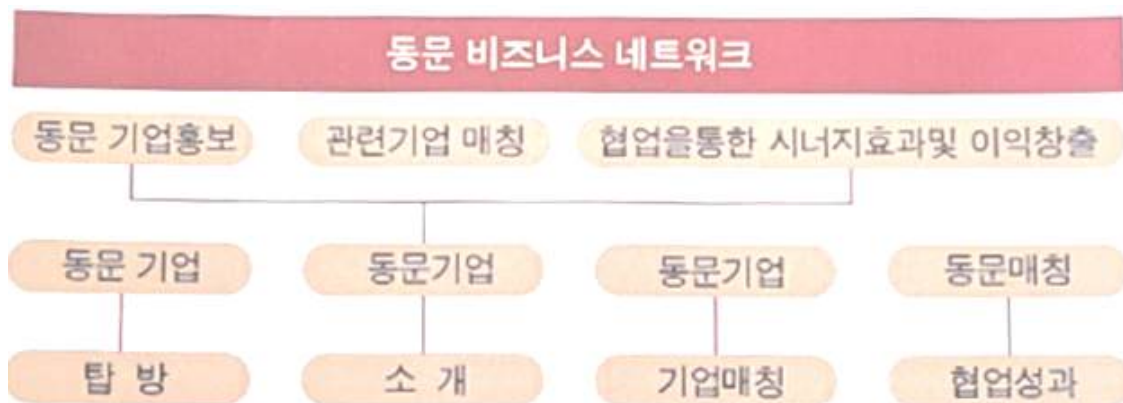 동문 비즈니스 네트워크
동문 기업홍보 관련기업 매칭 협업을통한 시너지효과및 이익창출
동문 기업 동문기업 동문기업 동문매칭
탑 방 소 개 기업매칭 협업성과